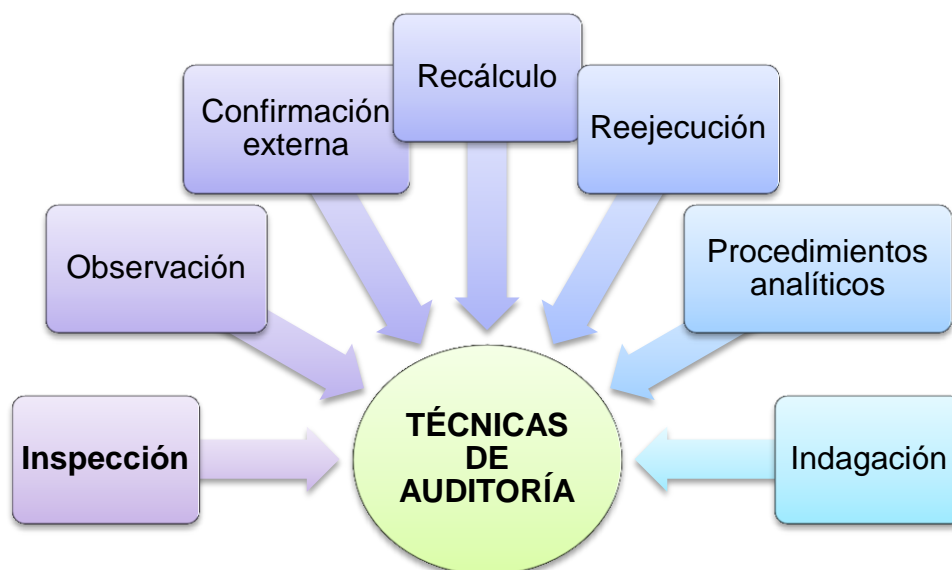 Recálculo
Confirmación
externa
Reejecución
Observación
Procedimientos
analíticos
Inspección
TÉCNICAS
DE
AUDITORÍA
Indagación